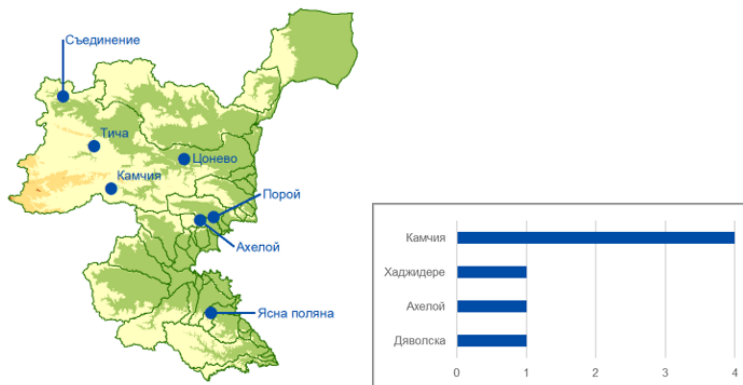 Съединение
Тича
Цонево
Камчия
Порой
Ахелой
Ясна поляна
Камчия
Хаджидере
Ахелой
Дяволска
0 1 2 3 4